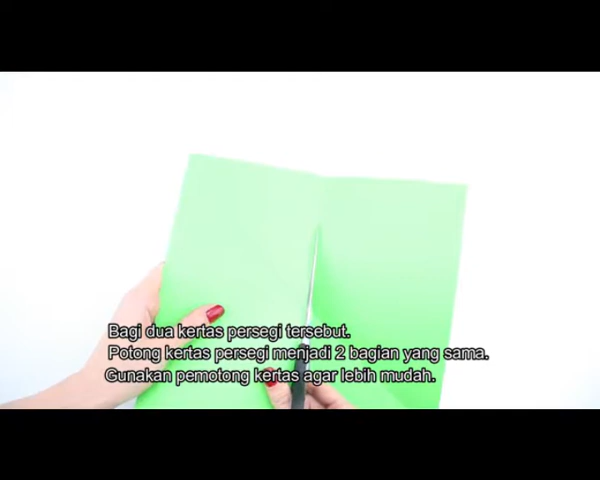 Bagi dua kertas persegi tersebut.
Potong kertas persegi menjadi 2 bagian yang sama.
Gunakan pemotong kertas agar lebih mudah.